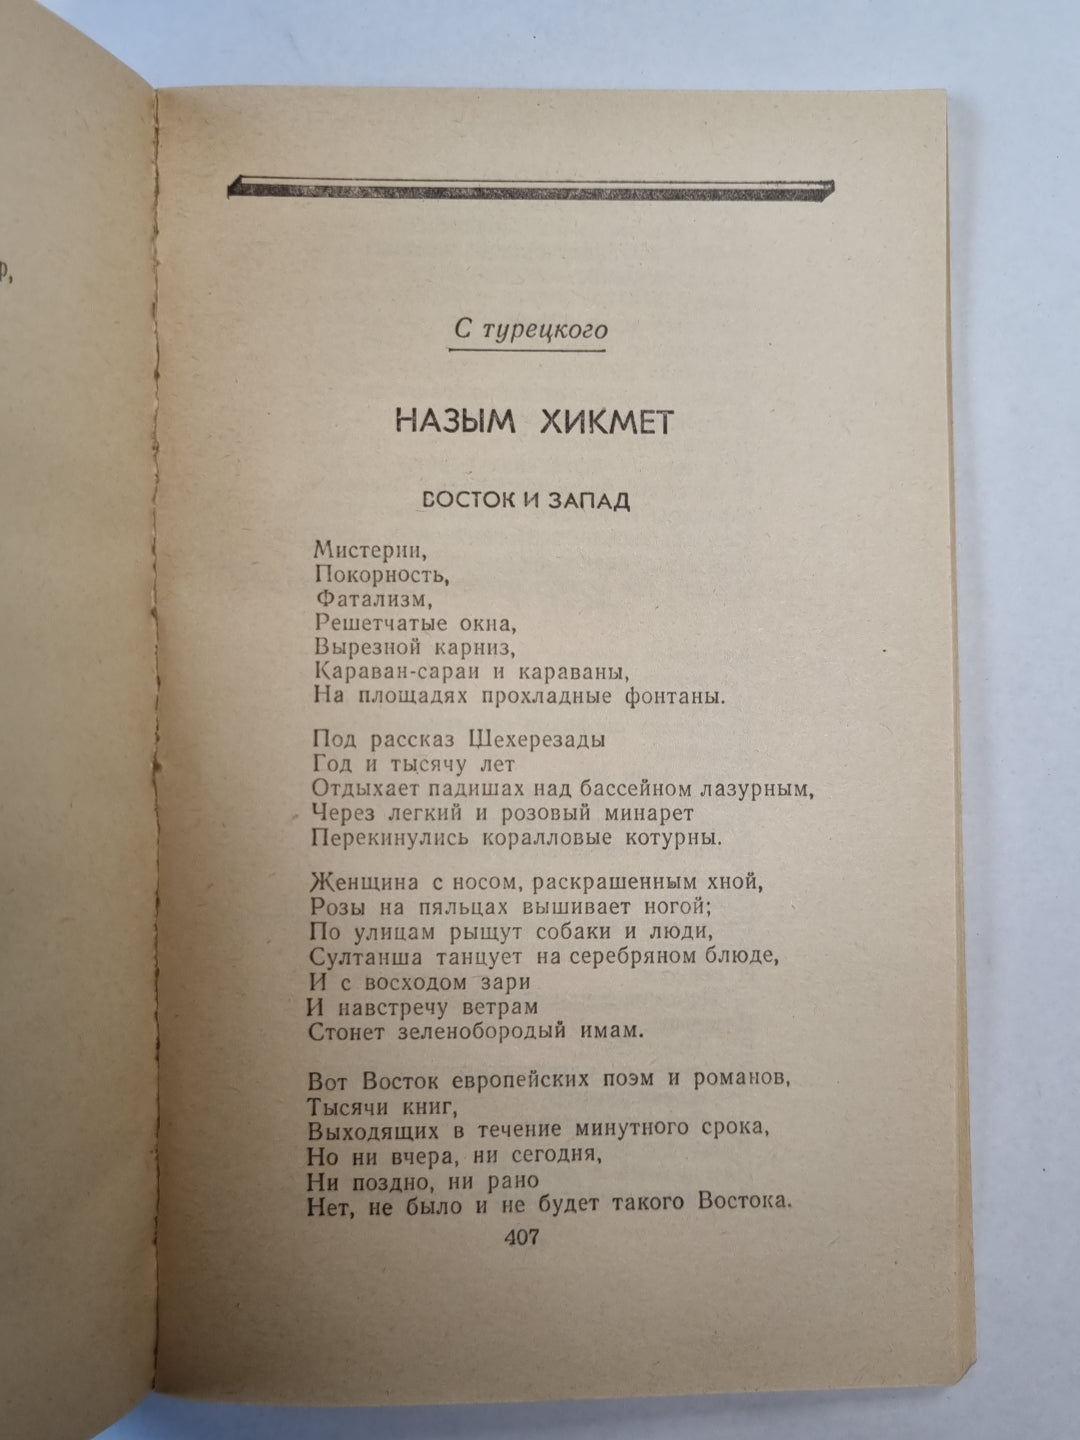 р,
С турецкого
НАЗЫМ ХИКМЕТ
ВОСТОК И ЗАПАД
Мистерии,
Покорность,
Фатализм,
Решетчатые окна,
Вырезной карниз,
Караван-сараи и караваны,
На площадях прохладные фонтаны.
Под рассказ Шехерезады
Год и тысячу лет
Отдыхает падишах над бассейном лазурным,
Через легкий и розовый минарет
Перекинулись коралловые котурны.
Женщина с носом, раскрашенным хной,
Розы на пяльцах вышивает ногой;
По улицам рыщут собаки и люди,
Султанша танцует на серебряном блюде,
И с восходом зари
И навстречу ветрам
Стонет зеленобородый имам.
Вот Восток европейских поэм и романов,
Тысячи книг,
Выходящих в течение минутного срока,
Но ни вчера, ни сегодня,
Ни поздно, ни рано
Нет, не было и не будет такого Востока.
407